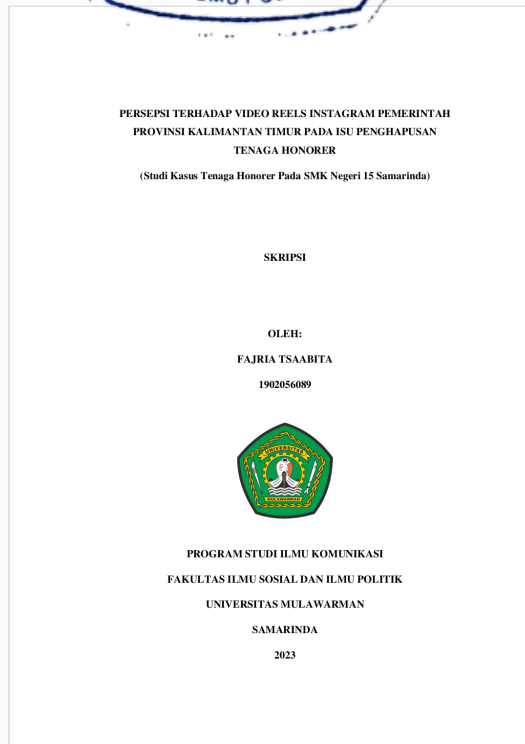 PERSEPSI TERHADAP VIDEO REELS INSTAGRAM PEMERINTAH
PROVINSI KALIMANTAN TIMUR PADA ISU PENGHAPUSAN
TENAGA HONORER
(Studi Kasus Tenaga Honorer Pada SMK Negeri 15 Samarinda)
SKRIPSI
OLEH:
FAJRIA TSAABITA
1902056089
UNIVERSITAS
MULAWARMAN
PROGRAM STUDI ILMU KOMUNIKASI
FAKULTAS ILMU SOSIAL DAN ILMU POLITIK
UNIVERSITAS MULAWARMAN
SAMARINDA
2023